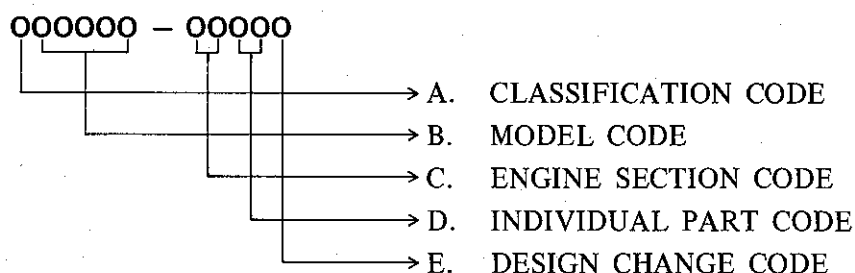 000000 – 00000
A. CLASSIFICATION CODE
B. MODEL CODE
C. ENGINE SECTION CODE
D. INDIVIDUAL PART CODE
E. DESIGN CHANGE CODE